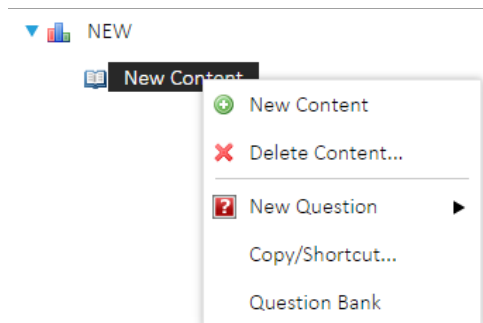 NEW
New Content
New Content
Delete Content...
New Question
Copy/Shortcut...
Question Bank